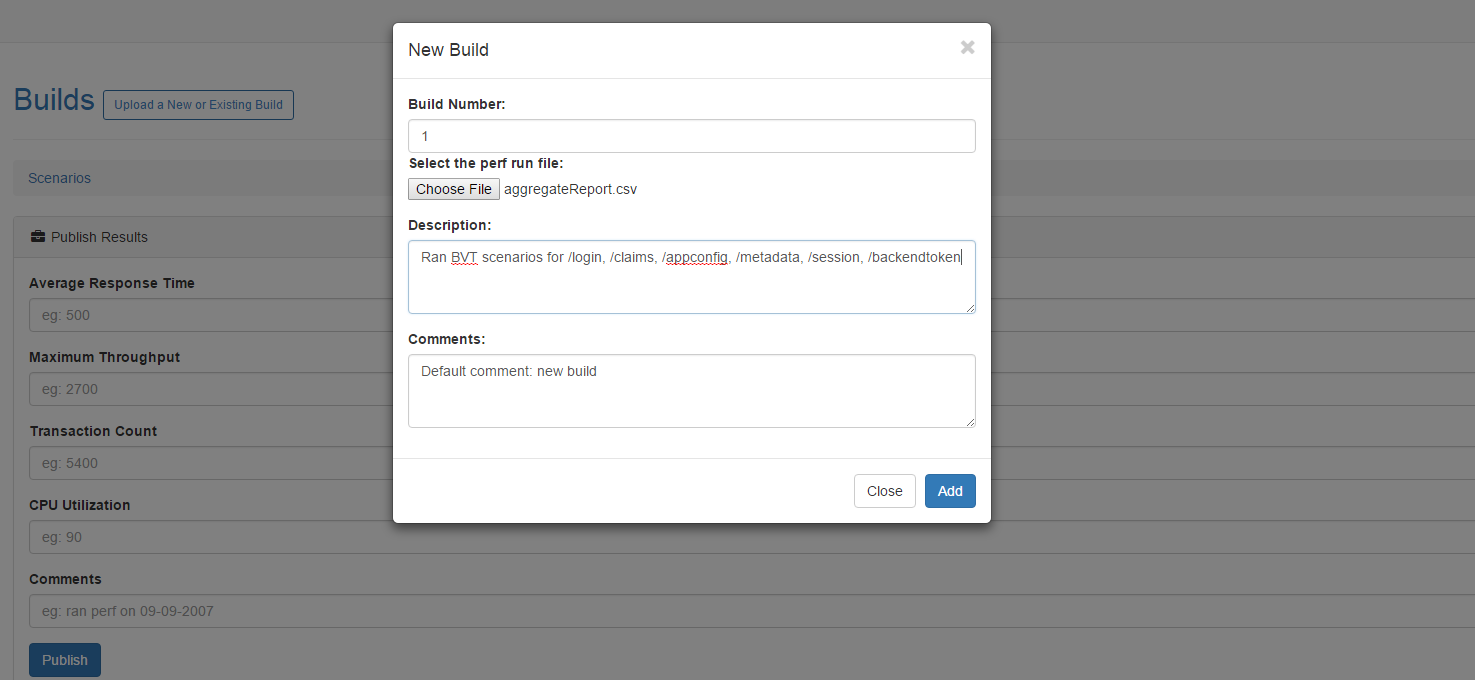 New Build
×
Build Number:
1
Select the perf run file:
Choose File aggregateReport.csv
Description:
Ran BVT scenarios for /login, /claims, /appconfig, /metadata, /session, /backendtoken
Comments:
Default comment: new build
Close Add
Builds Upload a New or Existing Build
Scenarios
Publish Results
Average Response Time
eg: 500
Maximum Throughput
eg: 2700
Transaction Count
eg: 5400
CPU Utilization
eg: 90
Comments
eg: ran perf on 09-09-2007
Publish